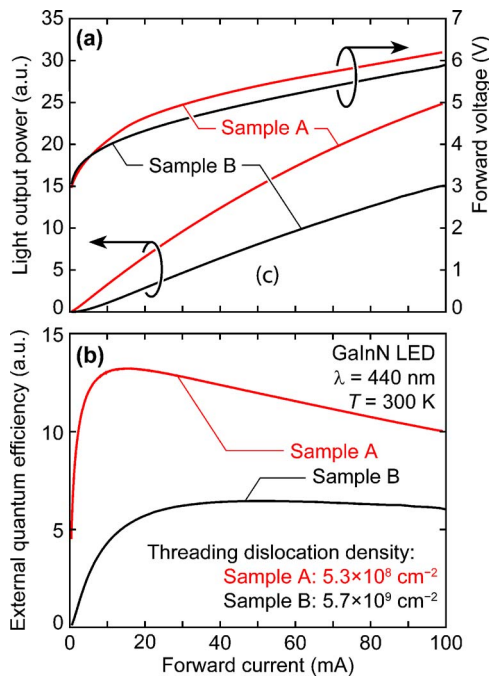 (a)
Light output power (a.u.)
35
30
25
20
15
10
5
0
7
6
5
4
3
2
1
0
Forward voltage (V)
Sample A
Sample B
(c)
(b)
External quantum efficiency (a.u.)
15
10
5
0
GaInN LED
λ = 440 nm
T = 300 K
Sample A
Sample B
Threading dislocation density:
Sample A: 5.3×10⁸ cm⁻²
Sample B: 5.7×10⁹ cm⁻²
0 20 40 60 80 100
Forward current (mA)